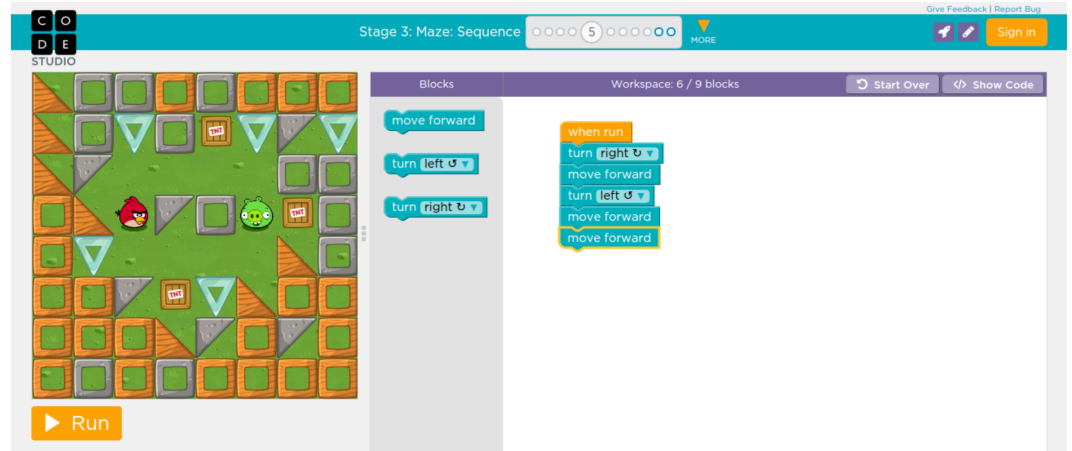 Give Feedback | Report Bug
C O
D E
STUDIO
Stage 3: Maze: Sequence
5
MORE
Sign in
Blocks
Workspace: 6 / 9 blocks
Start Over
</> Show Code
move forward
turn left ↺ ▼
turn right ↻ ▼
when run
turn right ↻ ▼
move forward
turn left ↺ ▼
move forward
move forward
TNT
TNT
TNT
Run